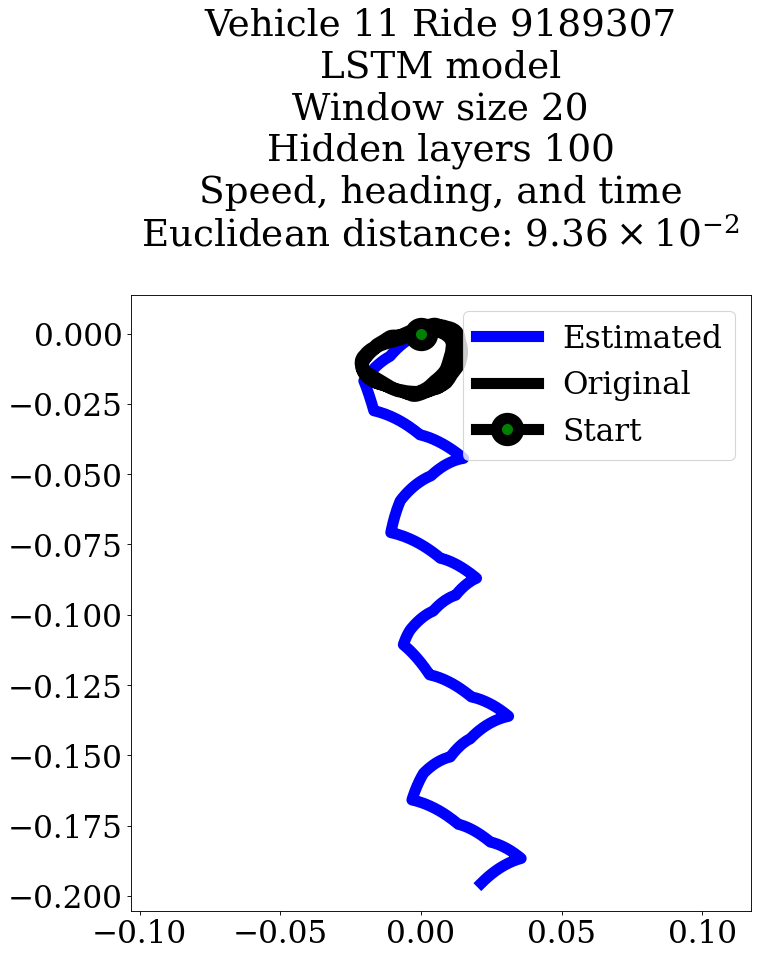 Vehicle 11 Ride 9189307
LSTM model
Window size 20
Hidden layers 100
Speed, heading, and time
Euclidean distance: 9.36 × 10⁻²
Estimated
Original
Start
0.000
−0.025
−0.050
−0.075
−0.100
−0.125
−0.150
−0.175
−0.200
−0.10 −0.05 0.00 0.05 0.10